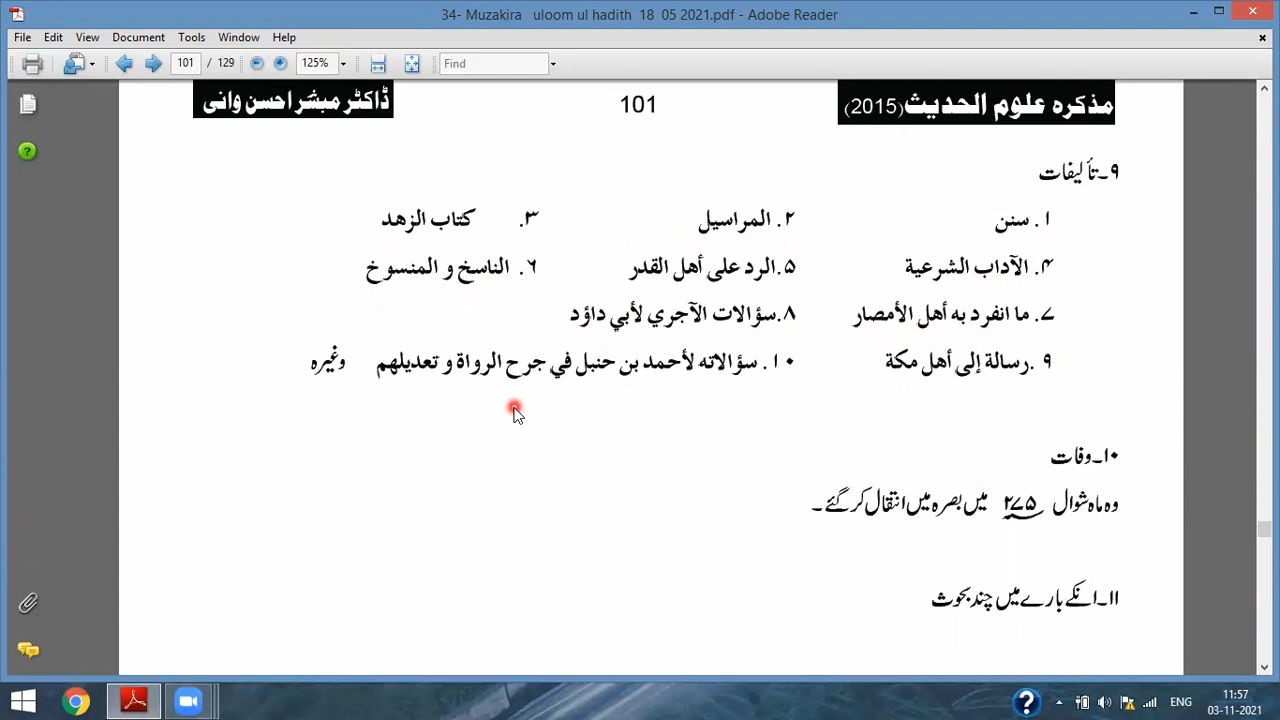 34- Muzakira uloom ul hadith 18 05 2021.pdf - Adobe Reader
File Edit View Document Tools Window Help
101 / 129 125% Find
مذكره علوم الحديث(2015) 101 ڈاکٹر مبشر احسن وانی
۹۔تألیفات
۱. سنن ۲. المراسیل ۳. کتاب الزهد
۴. الآداب الشرعية ۵.الرد على أهل القدر ۶. الناسخ و المنسوخ
۷. ما انفرد به أهل الأمصار ۸.سؤالات الآجري لأبي داؤد
۹ .رسالة إلى أهل مكة ۱۰. سؤالاته لأحمد بن حنبل في جرح الرواة و تعديلهم وغیرہ
۱۰۔وفات
وہ ماہ شوال ۲۷۵ میں بصرہ میں انتقال کر گئے ۔
۱۱۔انکے بارے میں چند بحوث
ENG 11:57
03-11-2021